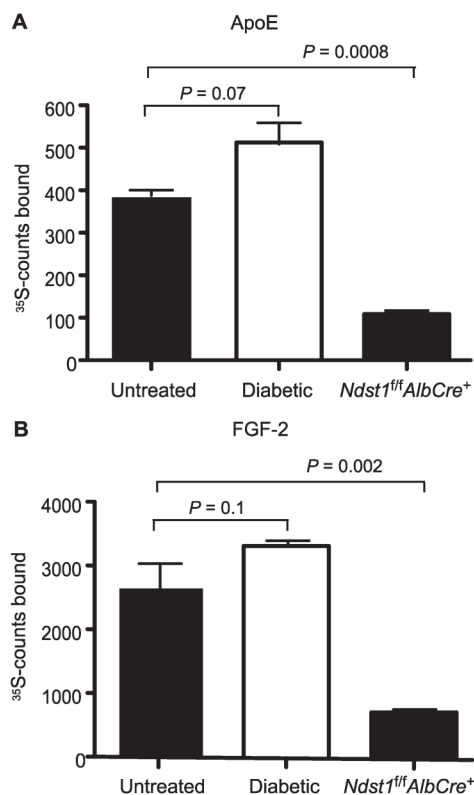 A
ApoE
P = 0.0008
P = 0.07
600
500
400
300
200
100
0
³⁵S-counts bound
Untreated Diabetic Ndst1ᶠ/ᶠAlbCre⁺
B
FGF-2
P = 0.002
P = 0.1
4000
3000
2000
1000
0
³⁵S-counts bound
Untreated Diabetic Ndst1ᶠ/ᶠAlbCre⁺